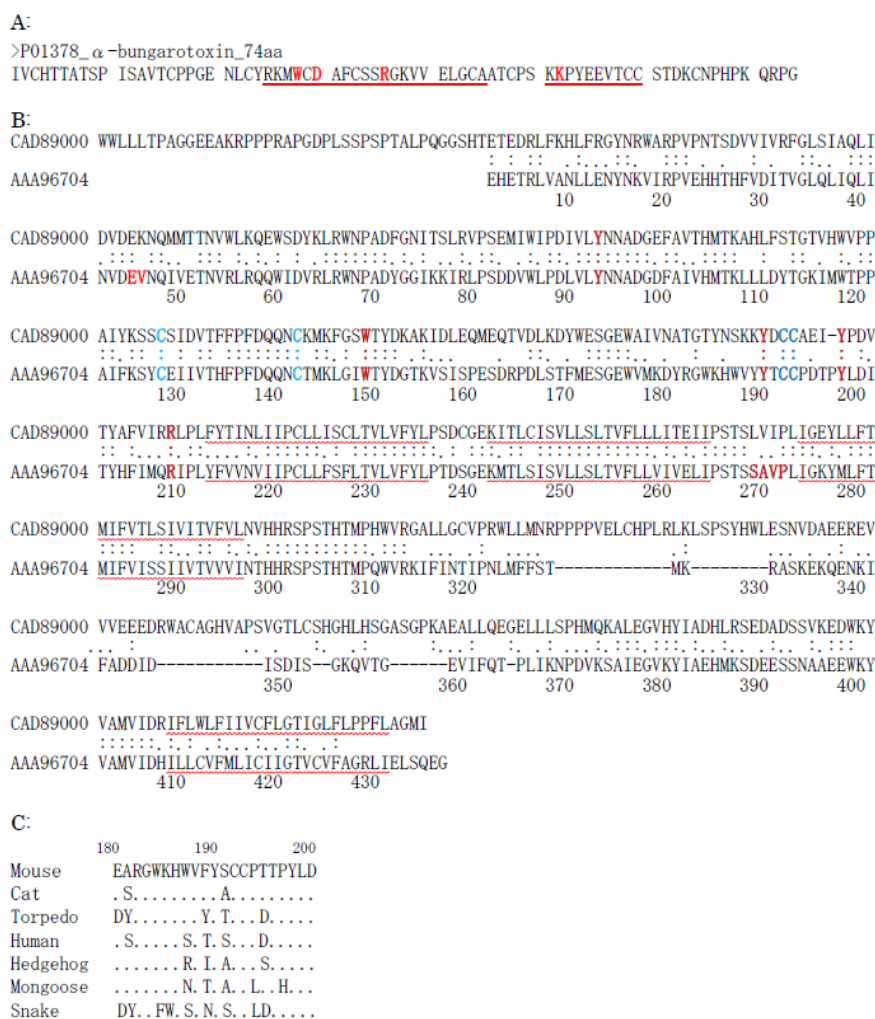 A:
>P01378_α-bungarotoxin_74aa
IVCHTTATSP ISAVTCPPGE NLCYRKMWCD AFCSSRGKVV ELGCAATCPS KKPYEEVTCC STDKCNPHPK QRPG
B:
CAD89000 WWLLLTPAGGEEAKRPPPRAPGDPLSSPSPTALPQGGSHTETEDRLFKHLFRGYNRWARPVPNTSDVVIVRFGLSIAQLI
: : .:. :...:: .::: . . .:: .: :::
AAA96704 EHETRLVANLLENYNKVIRPVEHHTHFVDITVGLQLIQLI
10 20 30 40
CAD89000 DVDEKNQMMTTNVWLKQEWSDYKLRWNPADFGNITSLRVPSEMIWIPDIVLYNNADGEFAVTHMTKAHLFSTGTVHWVPP
AAA96704 NVDEVNQIVETNVRLRQQWIDVRLRWNPADYGGIKKIRLPSDDVWLPDLVLYNNADGDFAIVHMTKLLLDYTGKIMWTPP
50 60 70 80 90 100 110 120
CAD89000 AIYKSSCSIDVTFFPFDQQNCKMKFGSWTYDKAKIDLEQMEQTVDLKDYWESGEWAIVNATGTYNSKKYDCCAEI-YPDV
AAA96704 AIFKSYCEIIVTHFPFDQQNCTMKLGIWTYDGTKVSISPESDRPDLSTFMESGEWVMKDYRGWKHWVYYTCCPDTPYLDI
130 140 150 160 170 180 190 200
CAD89000 TYAFVIRRLPLFYTINLIIPCLLISCLTVLVFYLPSDCGEKITLCISVLLSLTVFLLLITEIIPSTSLVIPLIGEYLLFT
AAA96704 TYHFIMQRIPLYFVVNVIIPCLLFSFLTVLVFYLPTDSGEKMTLSISVLLSLTVFLLVIVELIPSTSSAVPLIGKYMLFT
210 220 230 240 250 260 270 280
CAD89000 MIFVTLSIVITVFVLNVHHRSPSTHTMPHWVRGALLGCVPRWLLMNRPPPPVELCHPLRLKLSPSYHWLESNVDAEEREV
AAA96704 MIFVISSIIVTVVVINTHHRSPSTHTMPQWVRKIFINTIPNLMFFST------------MK--------RASKEKQENKI
290 300 310 320 330 340
CAD89000 VVEEEDRWACAGHVAPSVGTLCSHGHLHSGASGPKAEALLQEGELLLSPHMQKALEGVHYIADHLRSEDADSSVKEDWKY
AAA96704 FADDID-----------ISDIS--GKQVTG------EVIFQT-PLIKNPDVKSAIEGVKYIAEHMKSDEESSNAAEEWKY
350 360 370 380 390 400
CAD89000 VAMVIDRIFLWLFIIVCFLGTIGLFLPPFLAGMI
AAA96704 VAMVIDHILLCVFMLICIIGTVCVFAGRLIELSQEG
410 420 430
C:
180 190 200
Mouse EARGWKHWVFYSCCPTTPYLD
Cat .S.........A.........
Torpedo DY.......Y.T...D.....
Human .S......S.T.S...D.....
Hedgehog ........R.I.A...S....
Mongoose ........N.T.A..L..H...
Snake DY..FW.S.N.S..LD.....